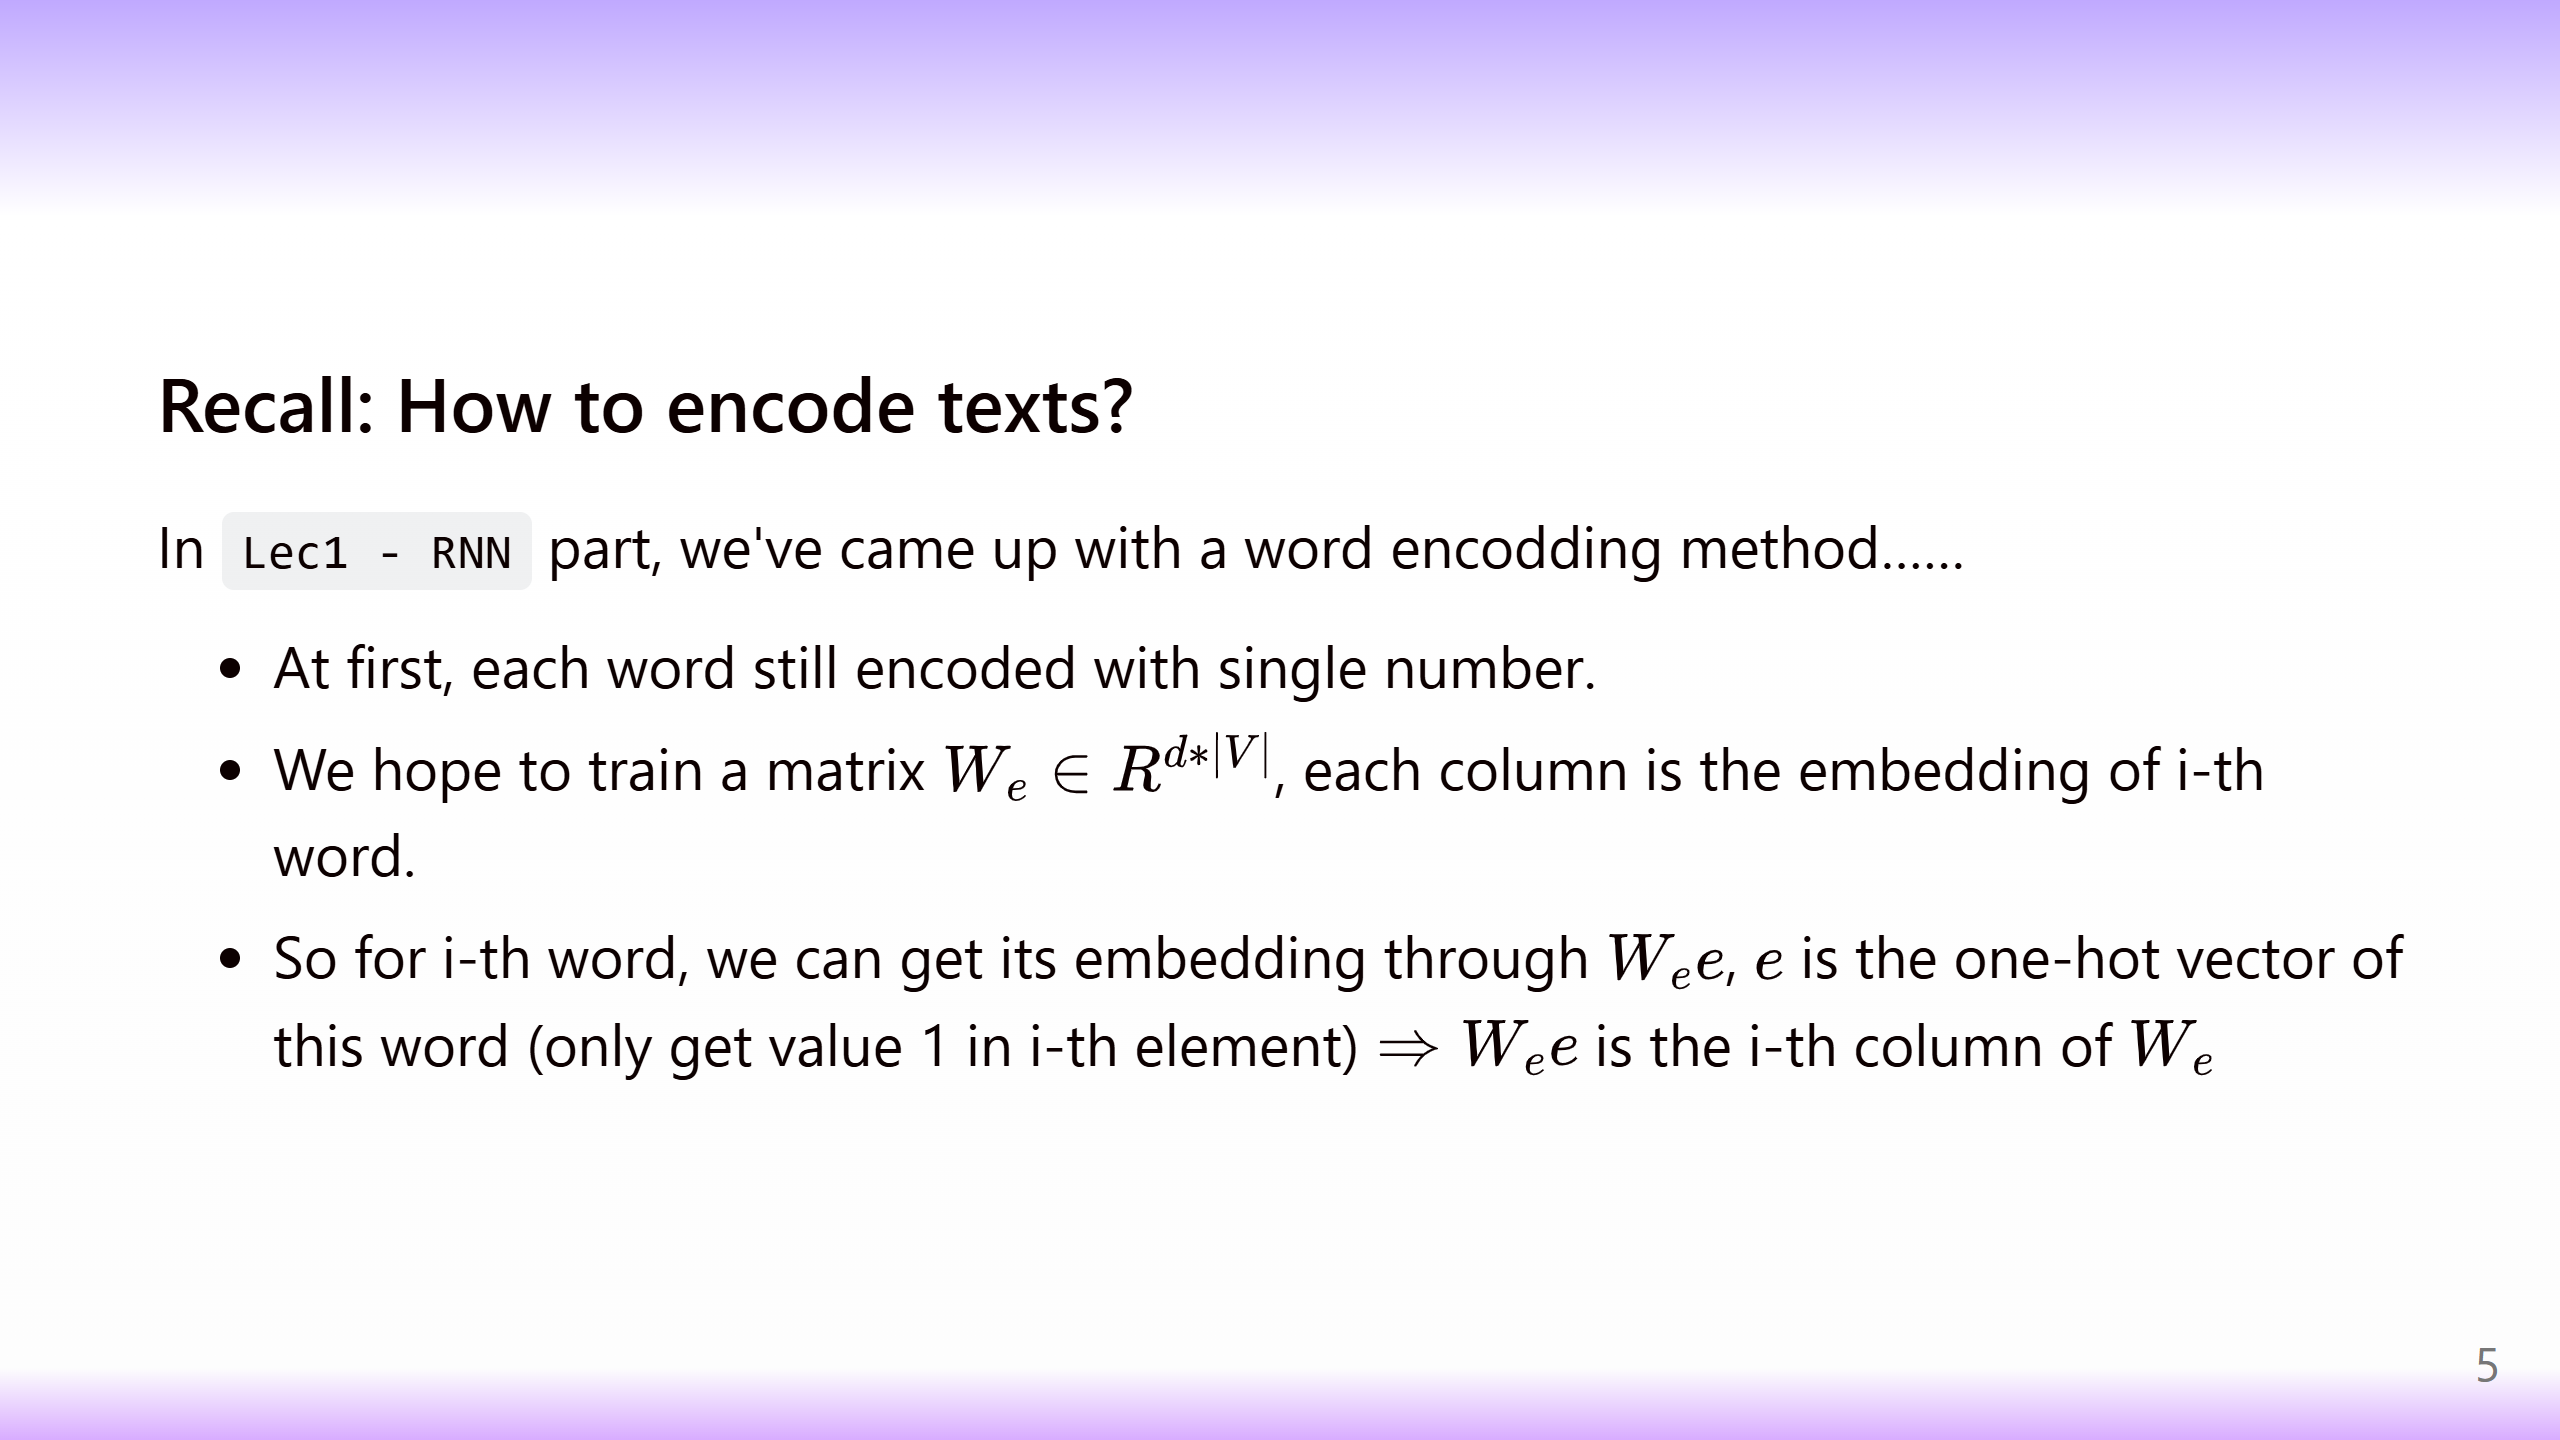 Recall: How to encode texts?
In Lec1 - RNN part, we've came up with a word encodding method......
• At first, each word still encoded with single number.
• We hope to train a matrix $W_e \in R^{d*|V|}$, each column is the embedding of i-th
word.
• So for i-th word, we can get its embedding through $W_e e$, $e$ is the one-hot vector of
this word (only get value 1 in i-th element) $\Rightarrow W_e e$ is the i-th column of $W_e$
5